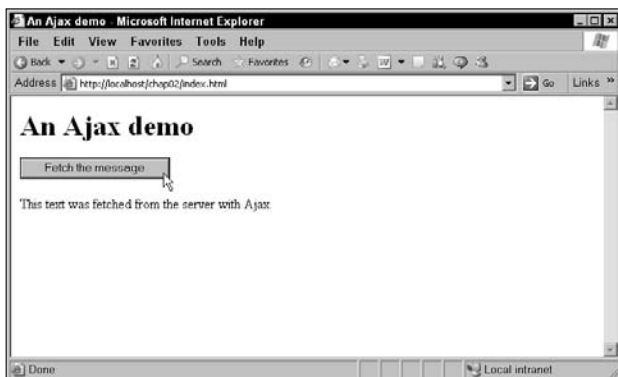 An Ajax demo - Microsoft Internet Explorer
File Edit View Favorites Tools Help
Back Search Favorites
Address http://localhost/chap02/index.html Go Links »
An Ajax demo
Fetch the message
This text was fetched from the server with Ajax.
Done Local intranet